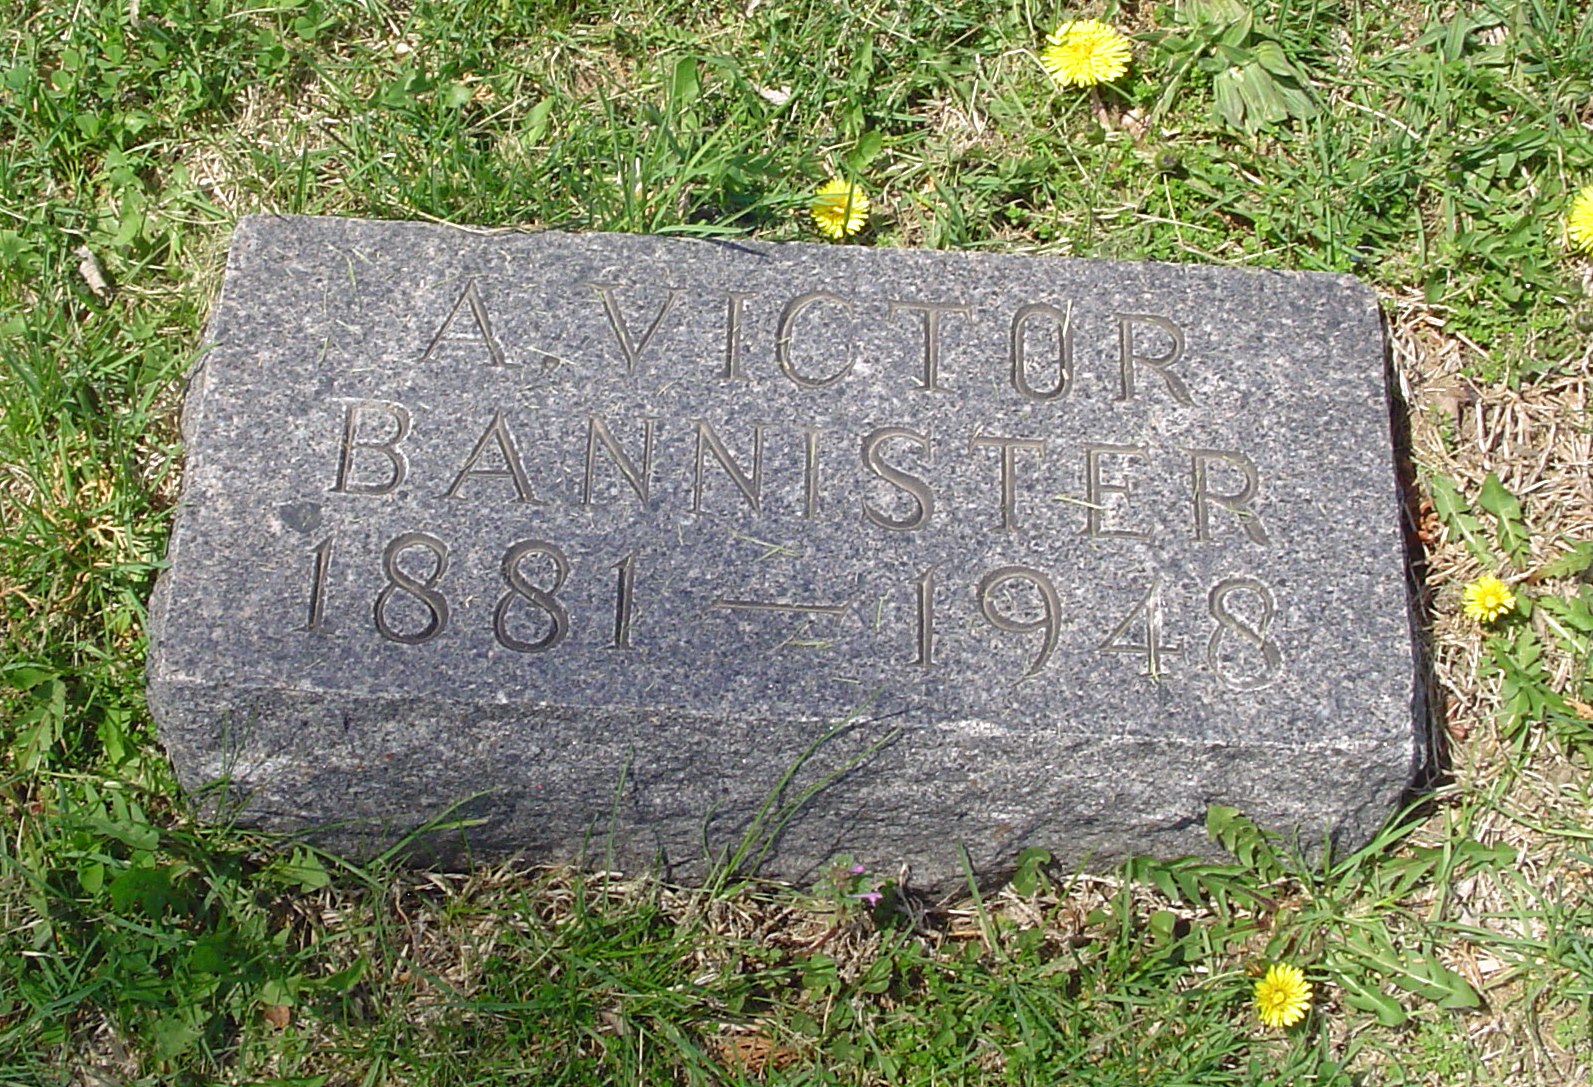 A. VICTOR
BANNISTER
1881 — 1948